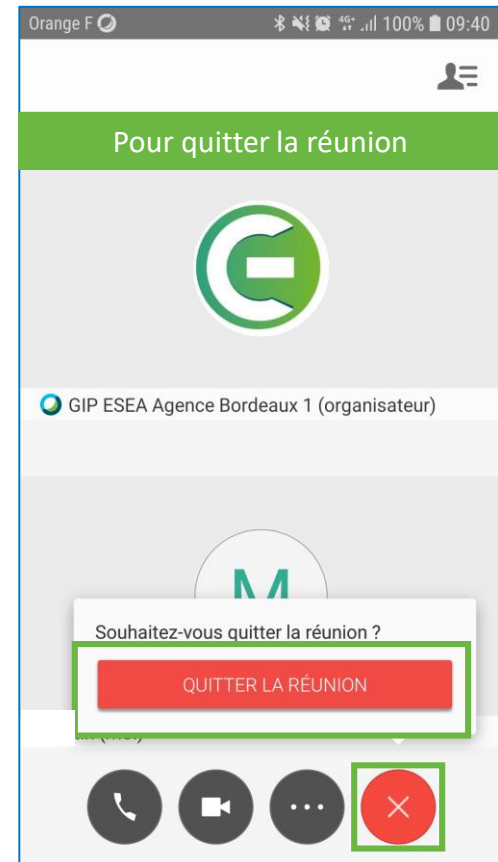 Orange F 4G+ 100% 09:40
Pour quitter la réunion
GIP ESEA Agence Bordeaux 1 (organisateur)
M
Souhaitez-vous quitter la réunion ?
QUITTER LA RÉUNION